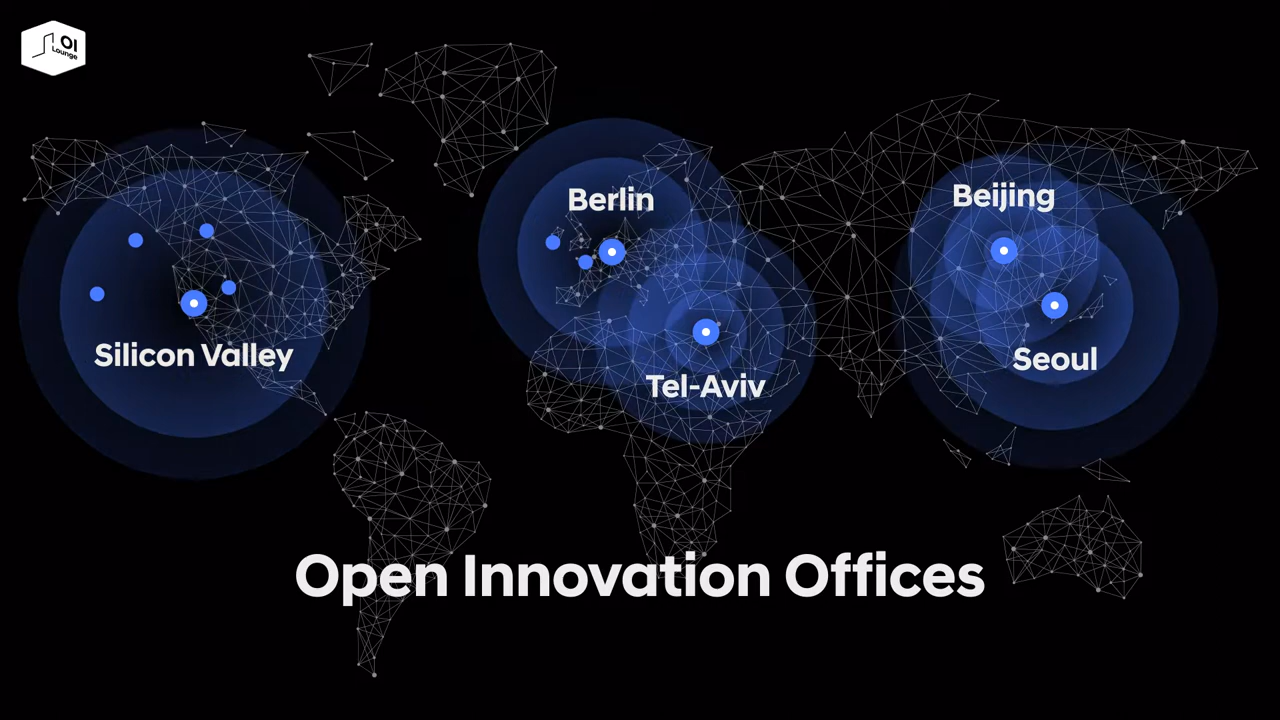 OI
Lounge
Berlin
Beijing
Silicon Valley
Seoul
Tel-Aviv
Open Innovation Offices